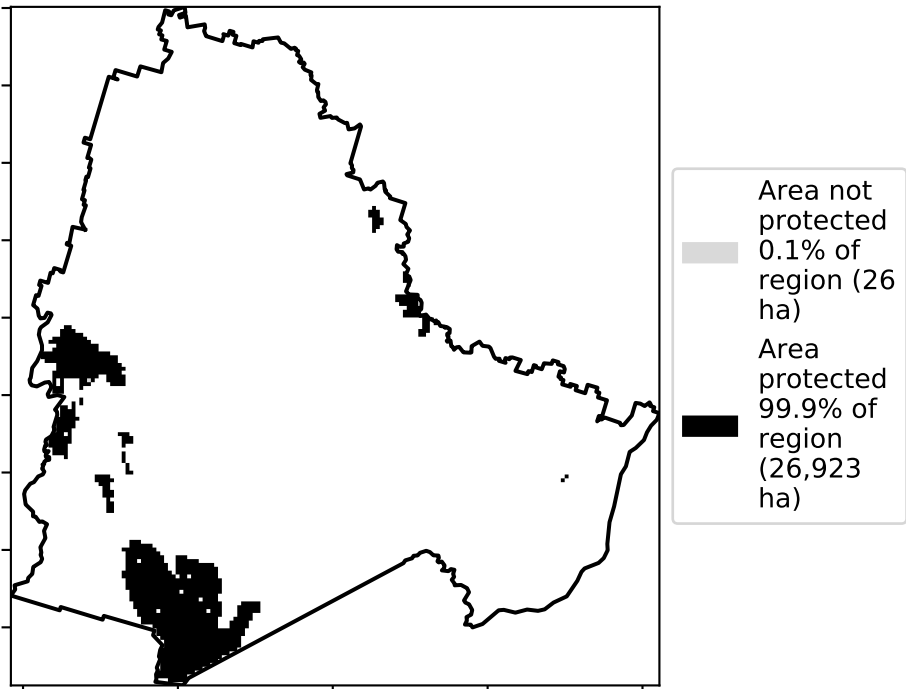 Area not
protected
0.1% of
region (26
ha)
Area
protected
99.9% of
region
(26,923
ha)